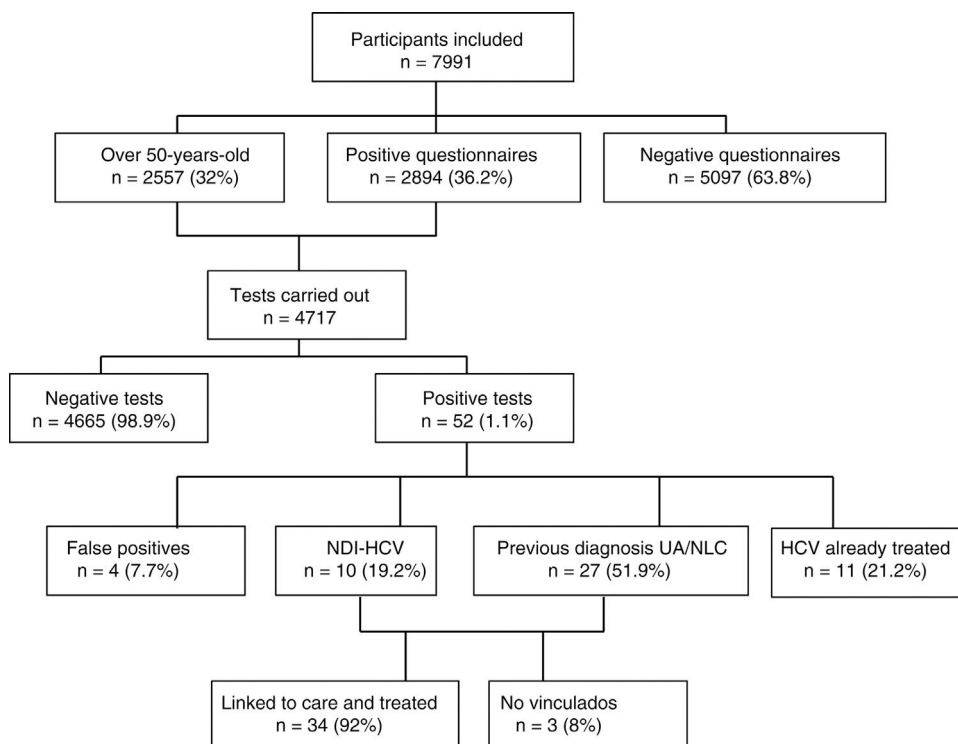 Participants included
n = 7991
Over 50-years-old
n = 2557 (32%)
Positive questionnaires
n = 2894 (36.2%)
Negative questionnaires
n = 5097 (63.8%)
Tests carried out
n = 4717
Negative tests
n = 4665 (98.9%)
Positive tests
n = 52 (1.1%)
False positives
n = 4 (7.7%)
NDI-HCV
n = 10 (19.2%)
Previous diagnosis UA/NLC
n = 27 (51.9%)
HCV already treated
n = 11 (21.2%)
Linked to care and treated
n = 34 (92%)
No vinculados
n = 3 (8%)